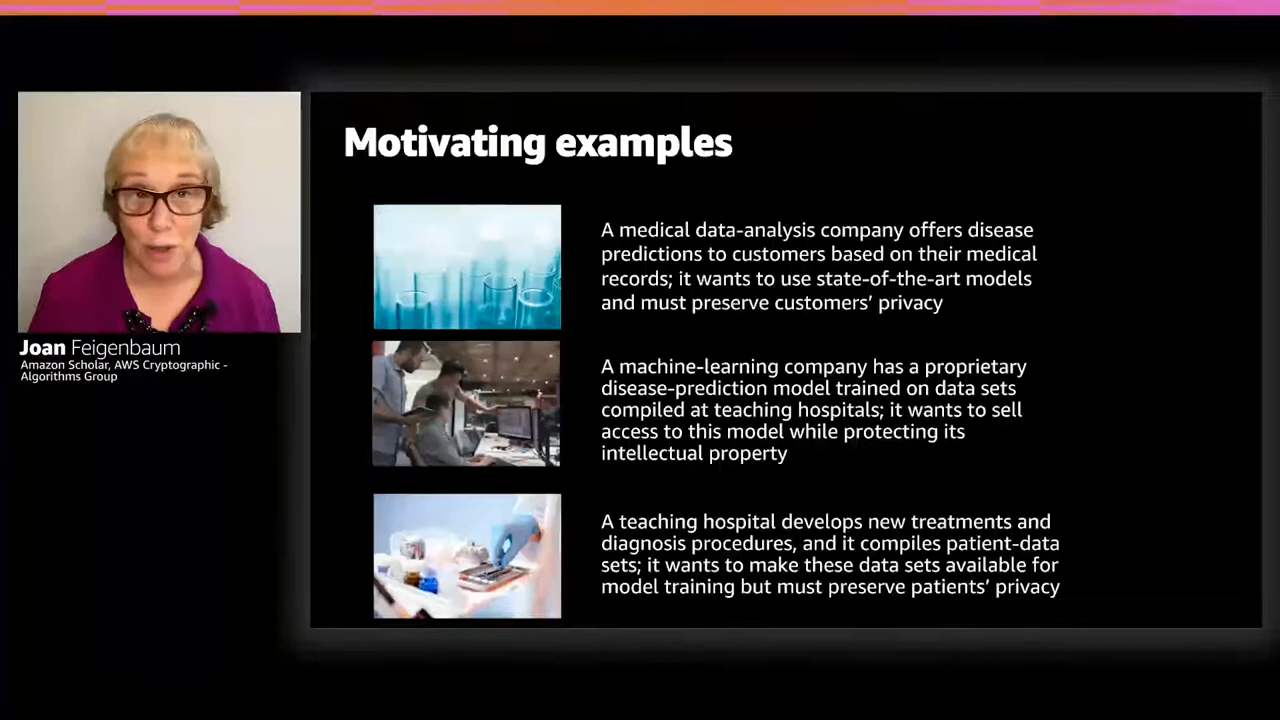 Motivating examples
A medical data-analysis company offers disease
predictions to customers based on their medical
records; it wants to use state-of-the-art models
and must preserve customers’ privacy
Joan Feigenbaum
Amazon Scholar, AWS Cryptographic -
Algorithms Group
A machine-learning company has a proprietary
disease-prediction model trained on data sets
compiled at teaching hospitals; it wants to sell
access to this model while protecting its
intellectual property
A teaching hospital develops new treatments and
diagnosis procedures, and it compiles patient-data
sets; it wants to make these data sets available for
model training but must preserve patients’ privacy